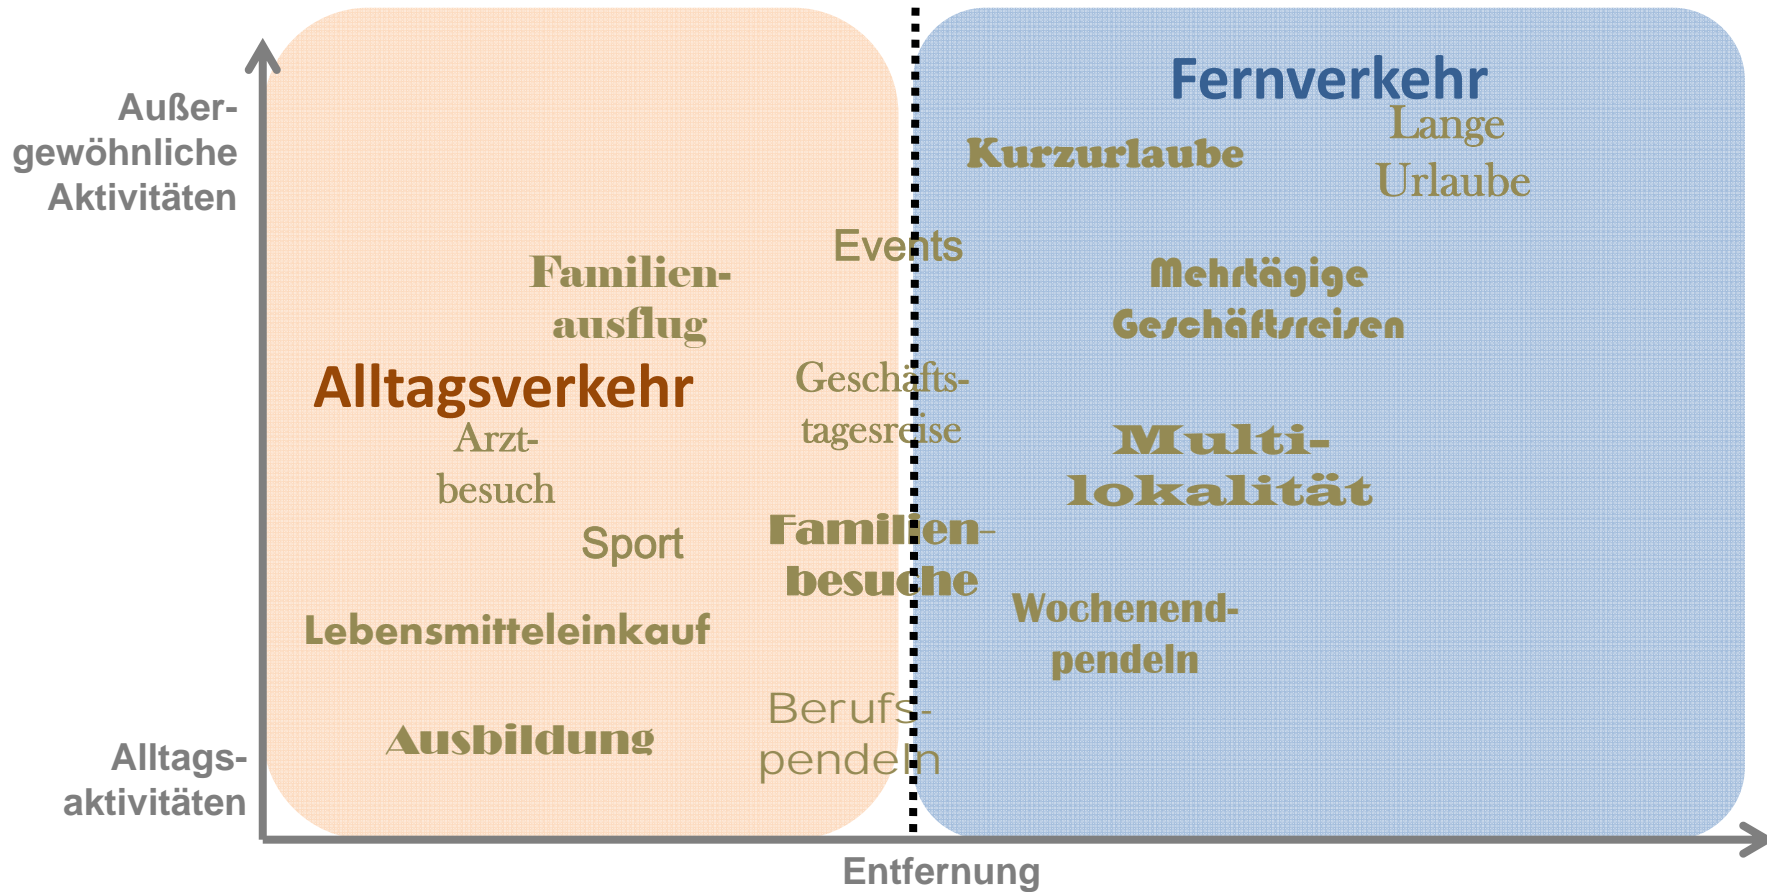 Außer-
gewöhnliche
Aktivitäten
Alltags-
aktivitäten
Alltagsverkehr
Familien-
ausflug
Arzt-
besuch
Sport
Lebensmitteleinkauf
Ausbildung
Events
Geschäfts-
tagesreise
Familien-
besuche
Berufs-
pendeln
Fernverkehr
Kurzurlaube
Lange
Urlaube
Mehrtägige
Geschäftsreisen
Multi-
lokalität
Wochenend-
pendeln
Entfernung